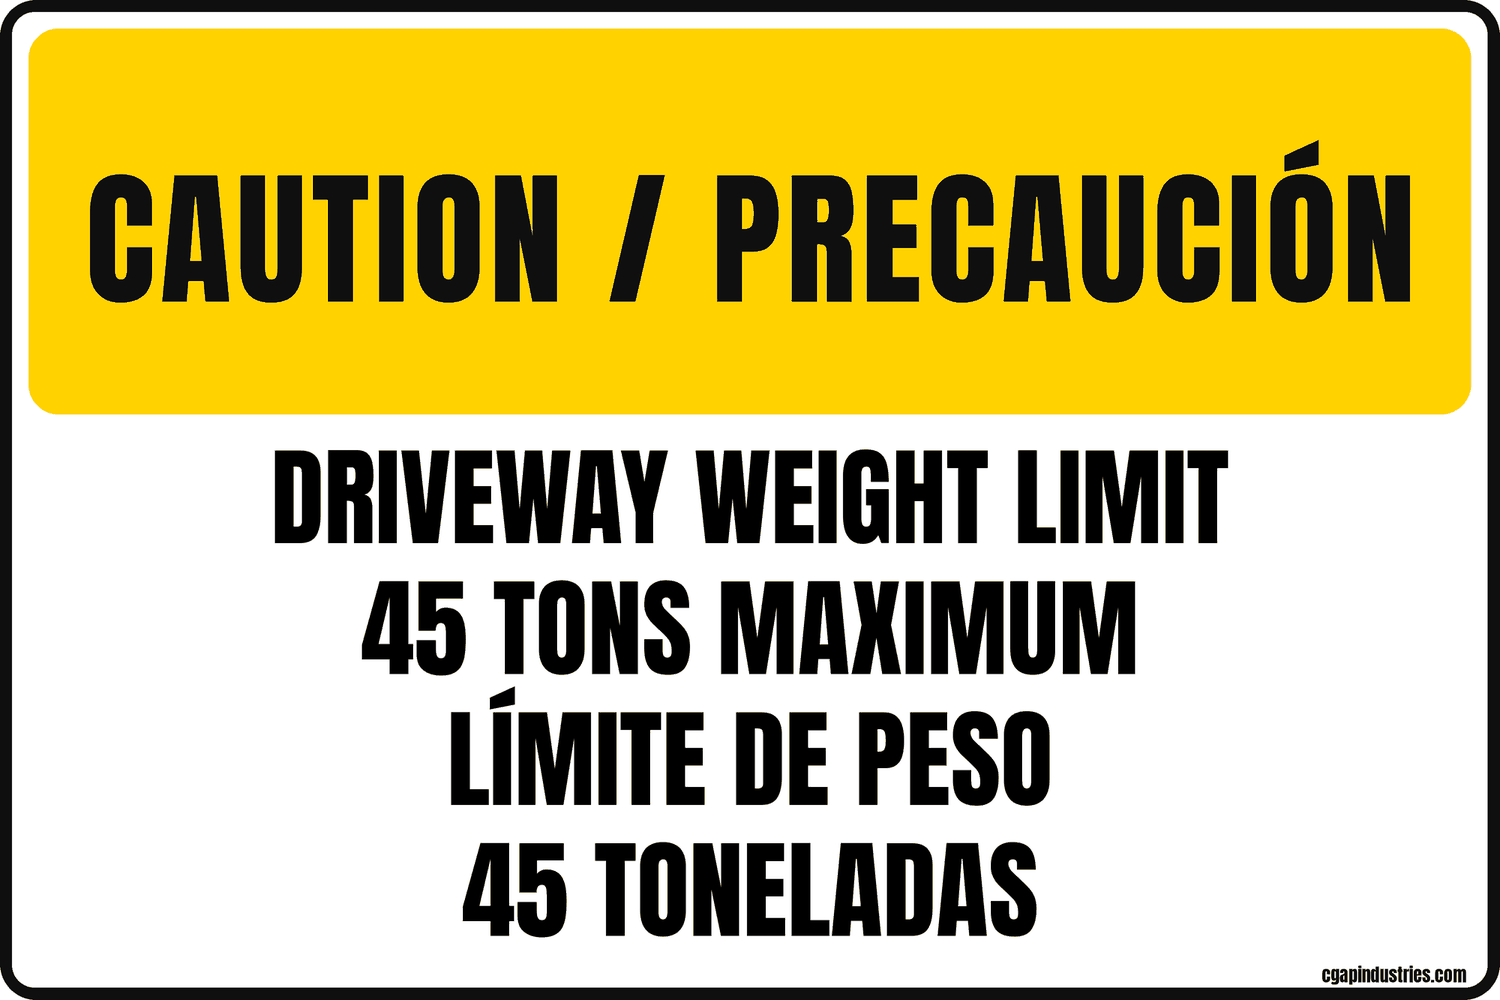 CAUTION / PRECAUCIÓN
DRIVEWAY WEIGHT LIMIT
45 TONS MAXIMUM
LÍMITE DE PESO
45 TONELADAS
cgapindustries.com